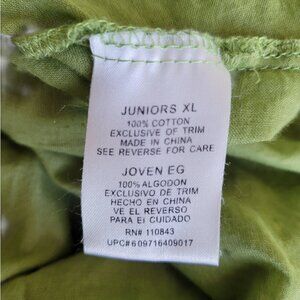 JUNIORS XL
100% COTTON
EXCLUSIVE OF TRIM
MADE IN CHINA
SEE REVERSE FOR CARE
JOVEN EG
100% ALGODON
EXCLUSIVO DE TRIM
HECHO EN CHINA
VE EL REVERSO
PARA El CUIDADO
RN# 110843
UPC#609716409017